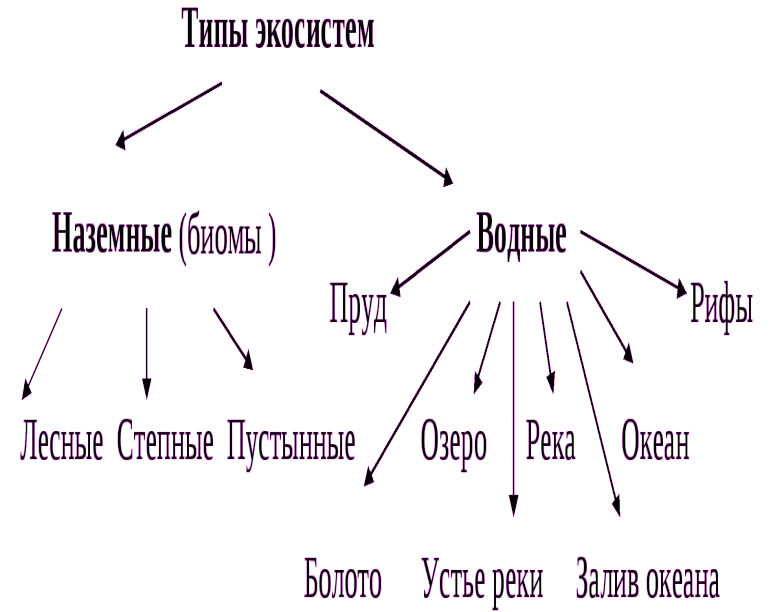 Типы экосистем
Наземные (биомы )
Водные
Пруд
Рифы
Лесные
Степные
Пустынные
Озеро
Река
Океан
Болото
Устье реки
Залив океана